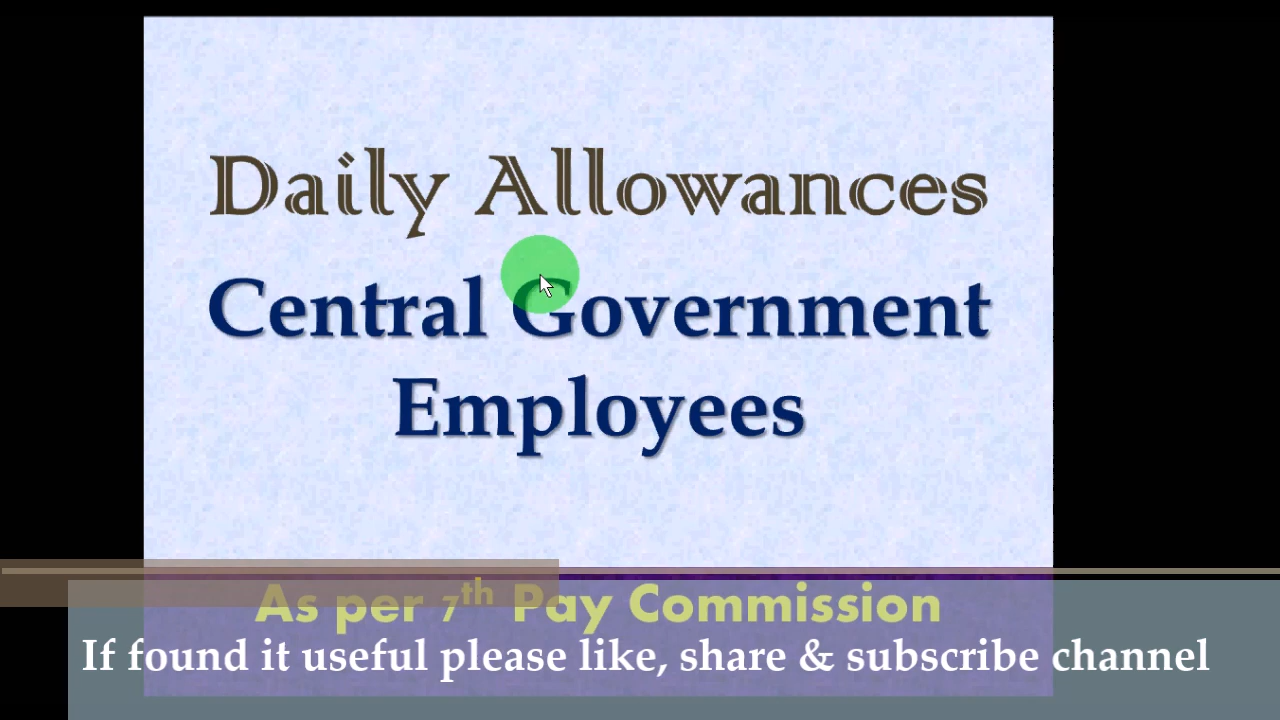 Daily Allowances
Central Government
Employees
As per 7th Pay Commission
If found it useful please like, share & subscribe channel